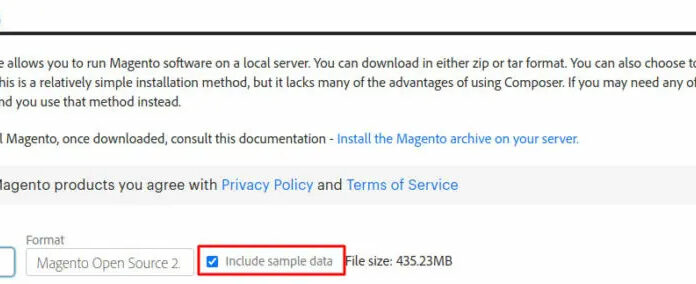 e allows you to run Magento software on a local server. You can download in either zip or tar format. You can also choose to
his is a relatively simple installation method, but it lacks many of the advantages of using Composer. If you may need any of
nd you use that method instead.
l Magento, once downloaded, consult this documentation - Install the Magento archive on your server.
Magento products you agree with Privacy Policy and Terms of Service
Format
Magento Open Source 2. Include sample data File size: 435.23MB